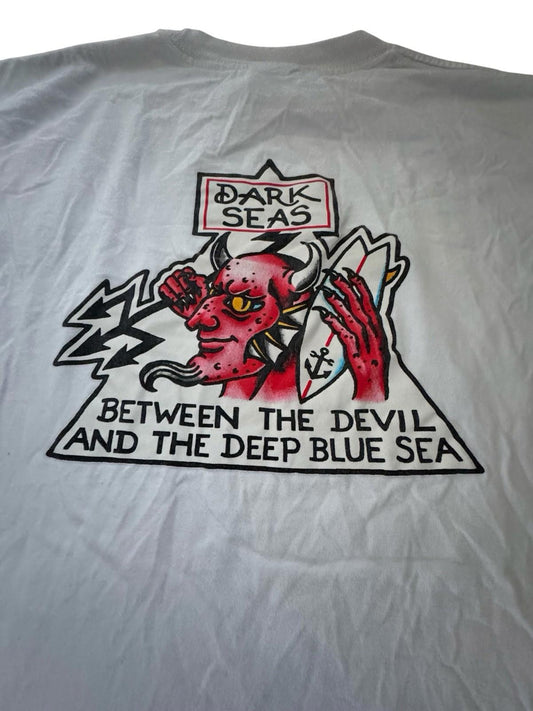 DARK
SEAS
BETWEEN THE DEVIL
AND THE DEEP BLUE SEA